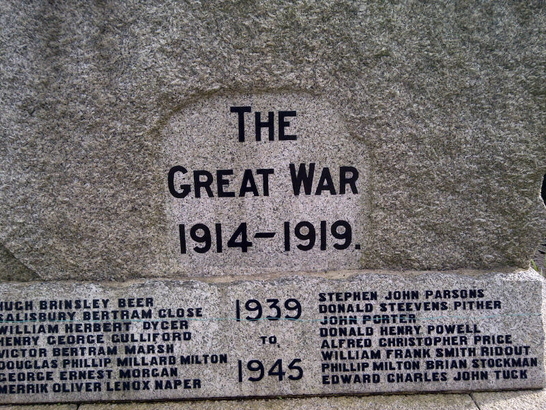 THE
GREAT WAR
1914-1919.
HUGH BRINSLEY BEER
SALISBURY BERTRAM CLOSE
WILLIAM HERBERT DYCER
HENRY GEORGE GULLIFORD
VICTOR BERTRAM MARSH
DOUGLAS PHILLIP MILLARD MILTON
GEORGE ERNEST MORGAN
MERRIK OLIVER LENOX NAPER
1939
TO
1945
STEPHEN JOHN PARSONS
DONALD STEVENS PITHER
JOHN POSTER
DONALD HENRY POWELL
ALFRED CHRISTOPHER PRICE
WILLIAM FRANK SMITH RIDOUT
PHILLIP MILTON BRIAN STOCKMAN
EDWARD CHARLES JOHN TUCK